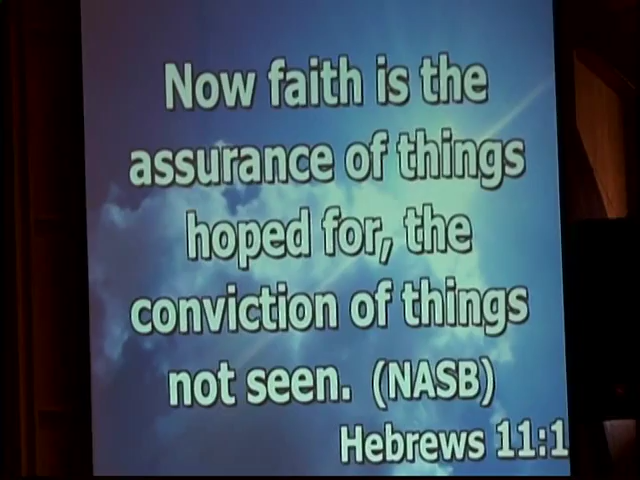 Now faith is the
assurance of things
hoped for, the
conviction of things
not seen. (NASB)
Hebrews 11:1